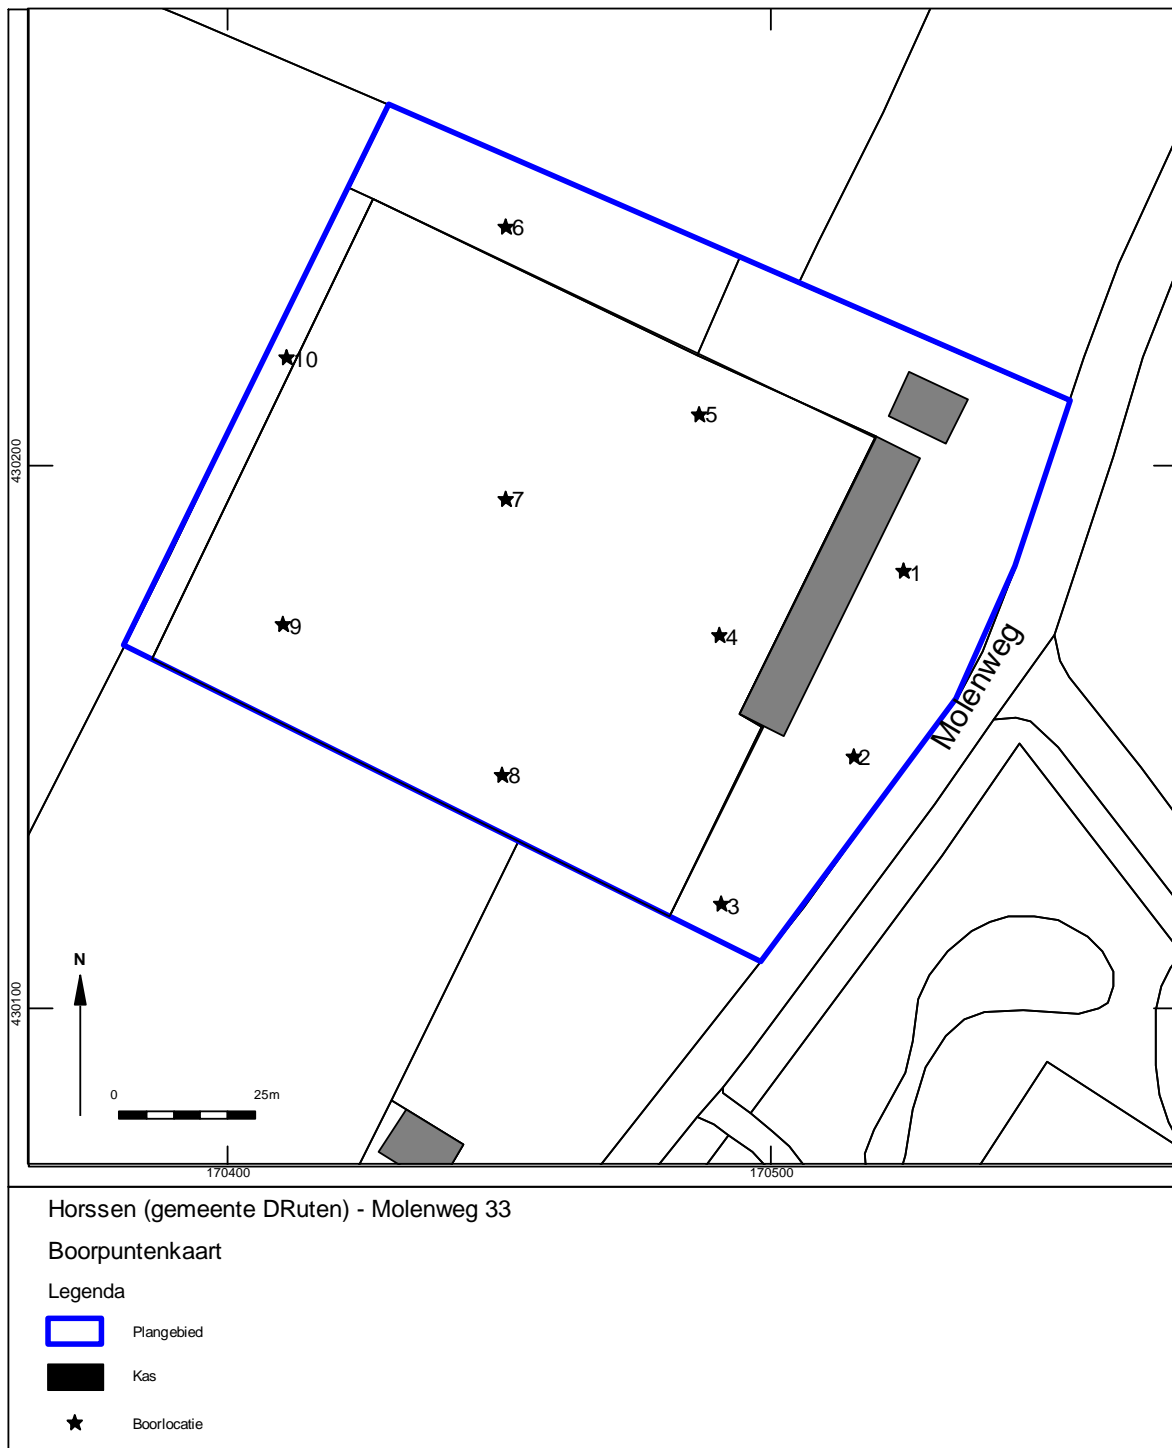 6
10
5
430200
7
1
9
4
Molenweg
2
8
3
N
430100
0 25m
170400 170500
Horssen (gemeente DRuten) - Molenweg 33
Boorpuntenkaart
Legenda
Plangebied
Kas
Boorlocatie